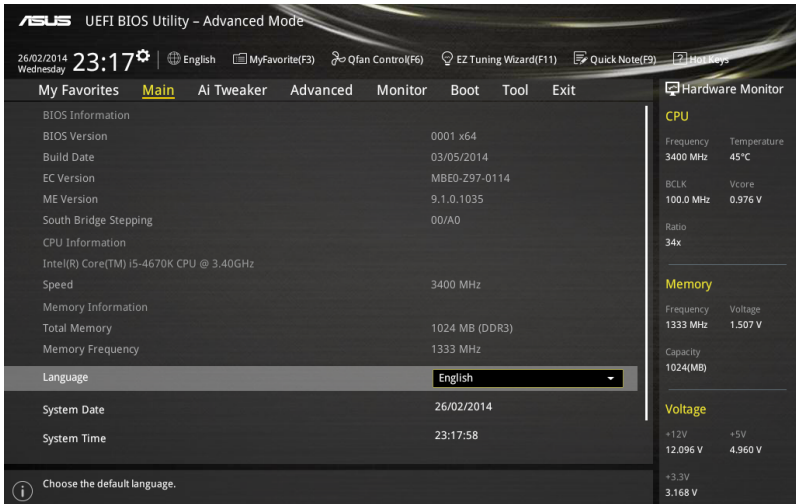 ASUS UEFI BIOS Utility – Advanced Mode
26/02/2014
Wednesday
23:17
English
MyFavorite(F3)
Qfan Control(F6)
EZ Tuning Wizard(F11)
Quick Note(F9)
? Hot Keys
My Favorites
Main
Ai Tweaker
Advanced
Monitor
Boot
Tool
Exit
BIOS Information
BIOS Version 0001 x64
Build Date 03/05/2014
EC Version MBE0-Z97-0114
ME Version 9.1.0.1035
South Bridge Stepping 00/A0
CPU Information
Intel(R) Core(TM) i5-4670K CPU @ 3.40GHz
Speed 3400 MHz
Memory Information
Total Memory 1024 MB (DDR3)
Memory Frequency 1333 MHz
Language English
System Date 26/02/2014
System Time 23:17:58
i Choose the default language.
Hardware Monitor
CPU
Frequency Temperature
3400 MHz 45°C
BCLK Vcore
100.0 MHz 0.976 V
Ratio
34x
Memory
Frequency Voltage
1333 MHz 1.507 V
Capacity
1024(MB)
Voltage
+12V +5V
12.096 V 4.960 V
+3.3V
3.168 V